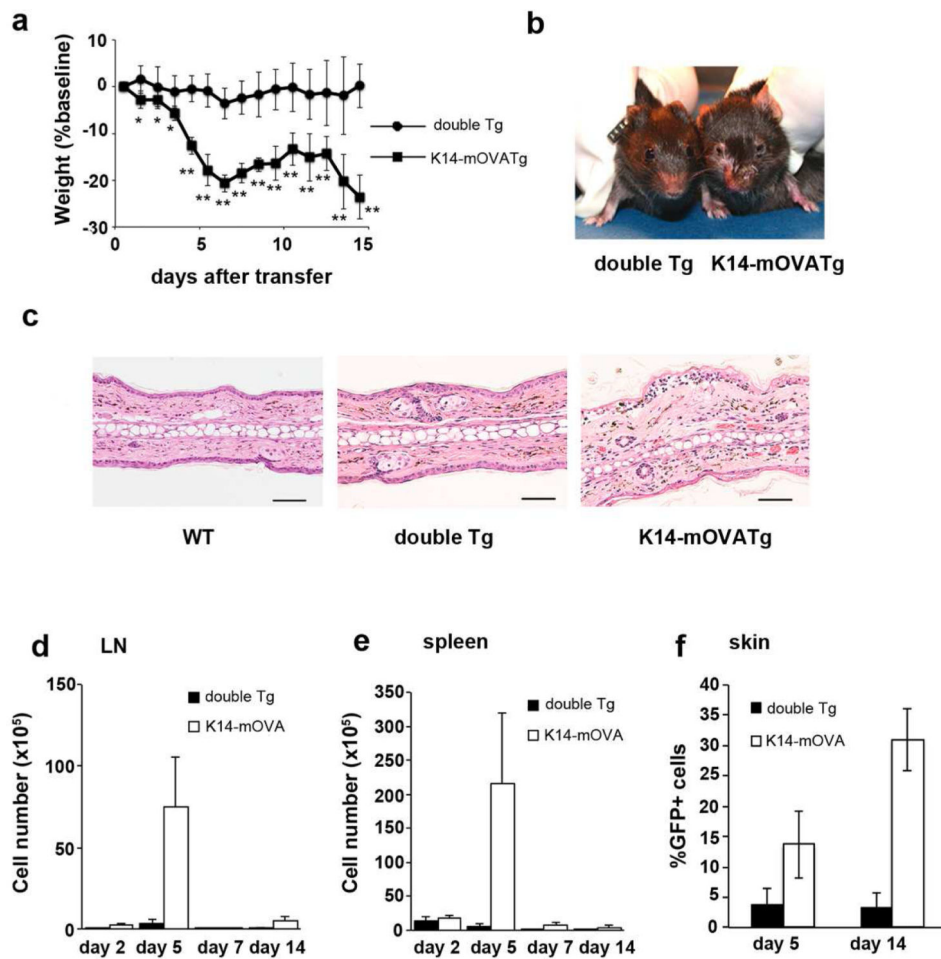 a
10
0
-10
-20
-30
Weight (%baseline)
* * * ** ** ** ** ** ** ** ** ** ** **
double Tg
K14-mOVATg
0 5 10 15
days after transfer
b
double Tg K14-mOVATg
c
WT double Tg K14-mOVATg
d LN
150
100
50
0
Cell number (x10⁵)
double Tg
K14-mOVA
day 2 day 5 day 7 day 14
e spleen
350
300
250
200
150
100
50
0
Cell number (x10⁵)
double Tg
K14-mOVA
day 2 day 5 day 7 day 14
f skin
40
35
30
15
20
15
10
5
0
%GFP+ cells
double Tg
K14-mOVA
day 5 day 14